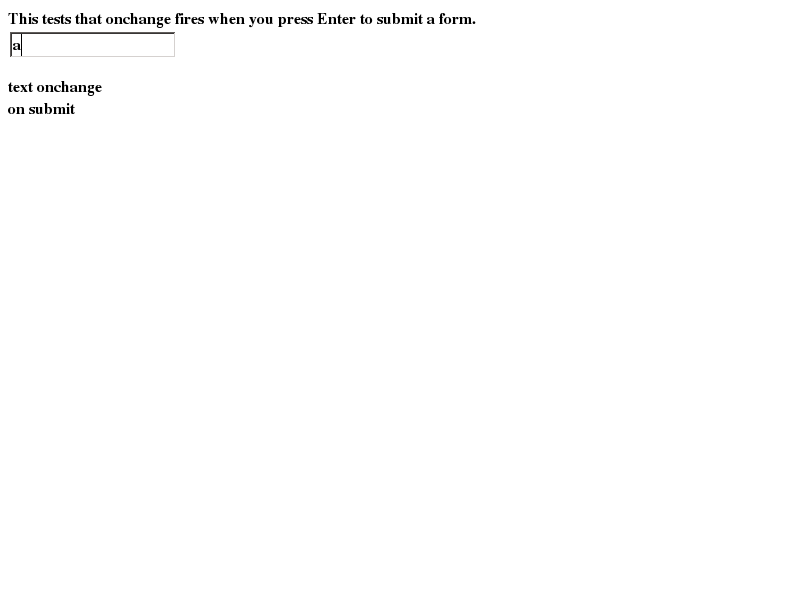 This tests that onchange fires when you press Enter to submit a form.
a
text onchange
on submit